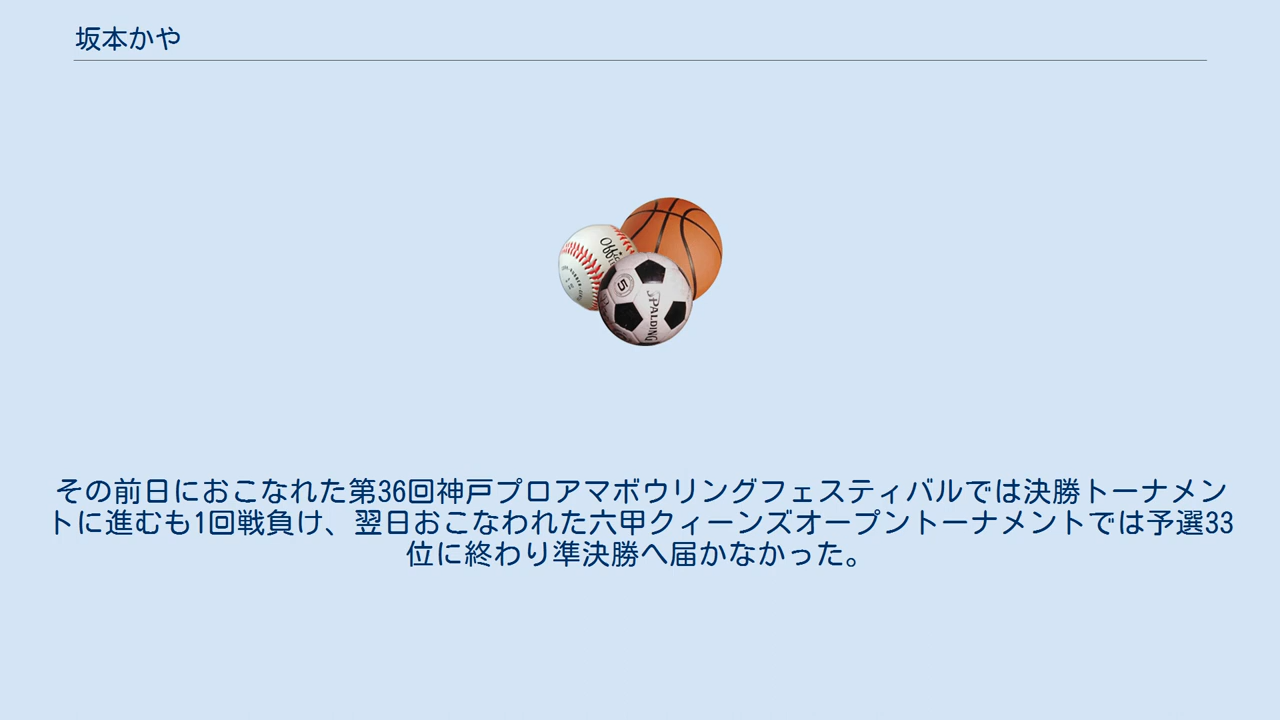 坂本かや
Offic
5
SPALDING
その前日におこなれた第36回神戸プロアマボウリングフェスティバルでは決勝トーナメン
トに進むも1回戦負け、翌日おこなわれた六甲クィーンズオープントーナメントでは予選33
位に終わり準決勝へ届かなかった。